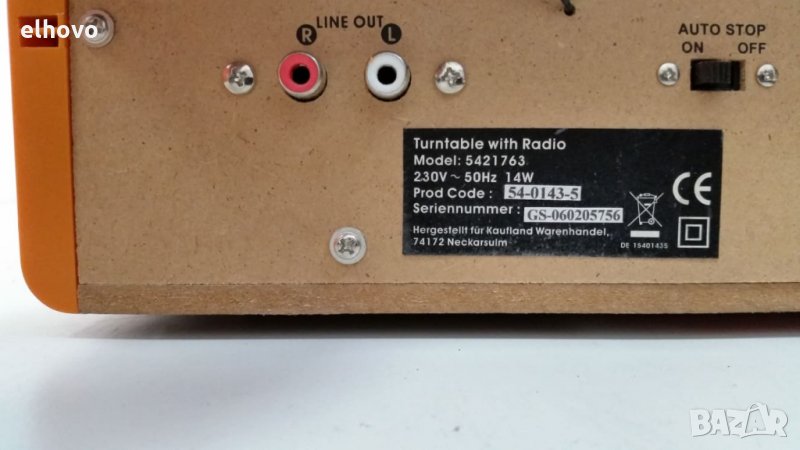 elhovo
LINE OUT
R L
AUTO STOP
ON OFF
Turntable with Radio
Model: 5421763
230V ~ 50Hz 14W
Prod Code : 54-0143-5
Seriennummer : GS-060205756
Hergestellt für Kaufland Warenhandel,
74172 Neckarsulm
DE 15401435
CE
BAZAR